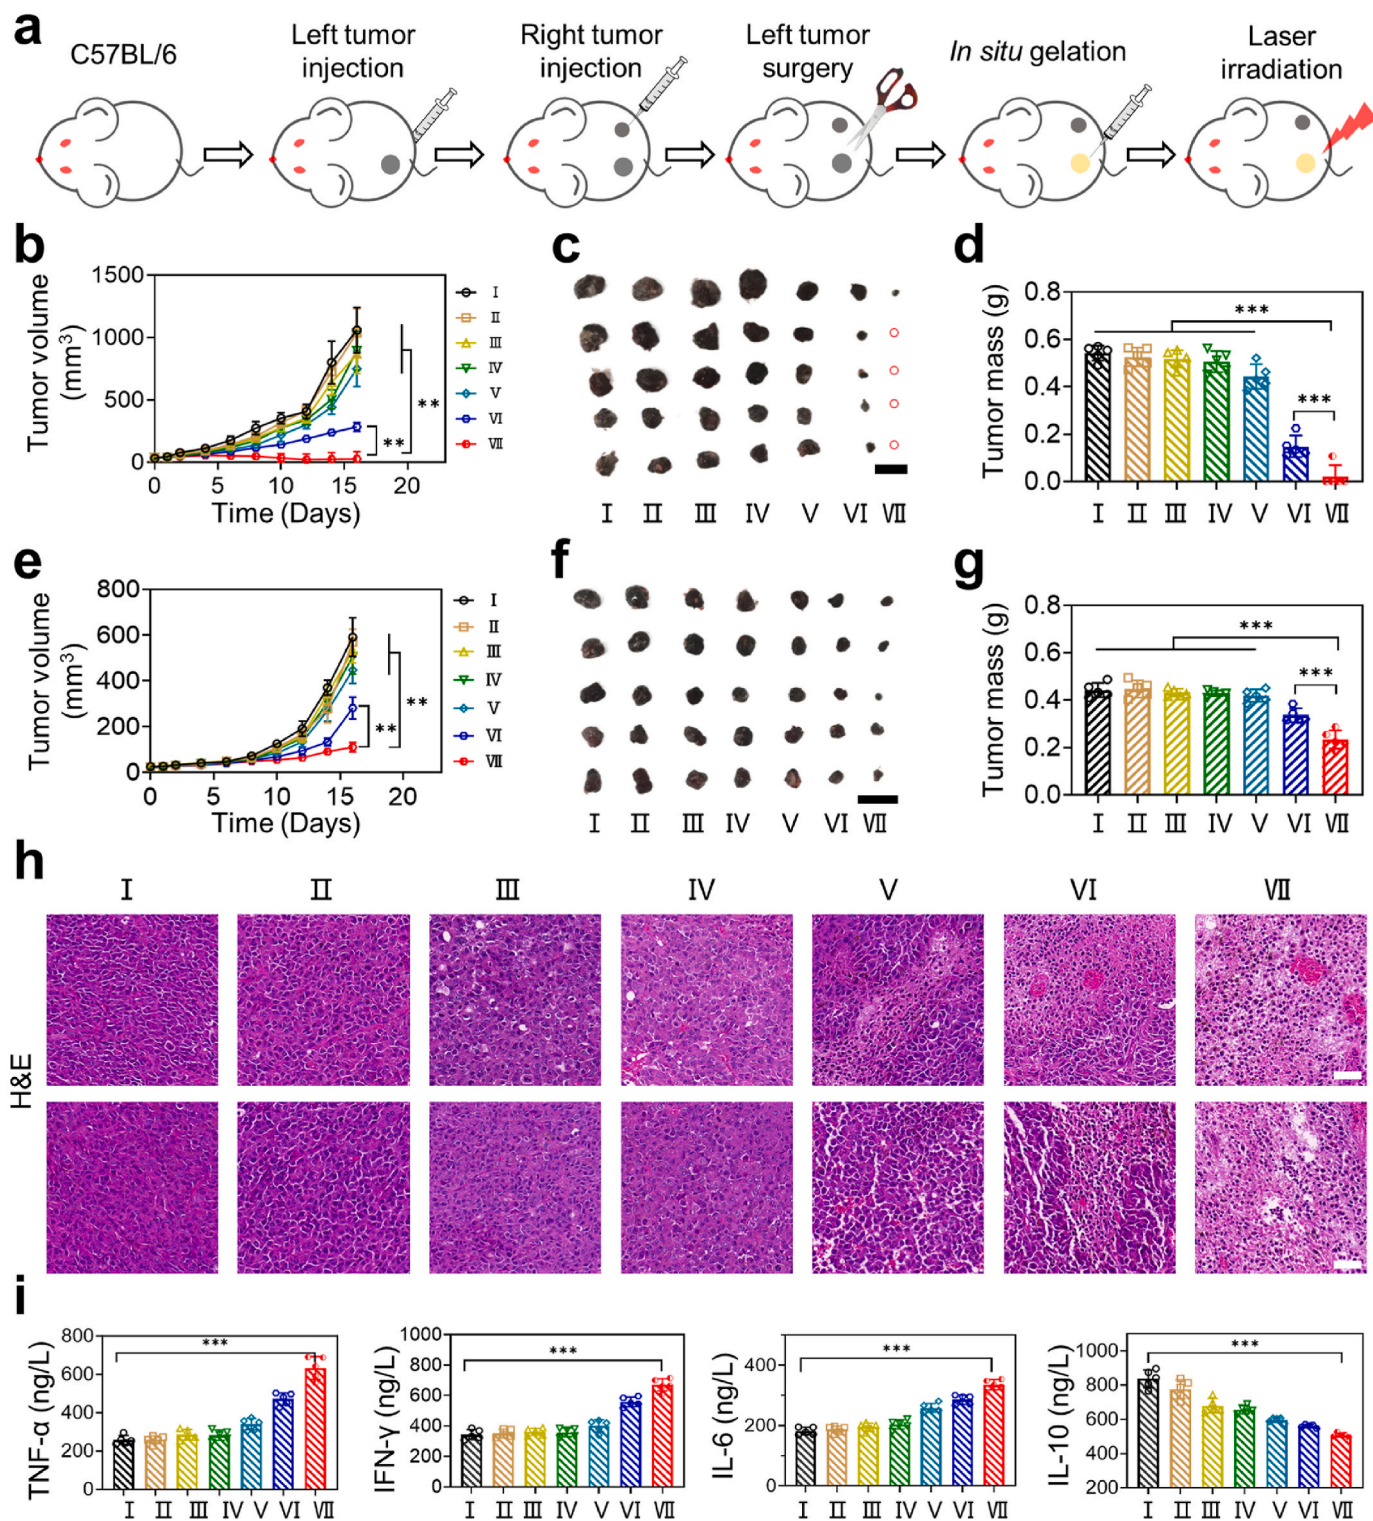 a
C57BL/6
Left tumor
injection
Right tumor
injection
Left tumor
surgery
In situ gelation
Laser
irradiation
b
Tumor volume
(mm³)
1500
1000
500
0
0 5 10 15 20
Time (Days)
I
II
III
IV
V
VI
VII
**
**
c
I II III IV V VI VII
d
Tumor mass (g)
0.8
0.6
0.4
0.2
0.0
***
***
I II III IV V VI VII
e
Tumor volume
(mm³)
800
600
400
200
0
0 5 10 15 20
Time (Days)
I
II
III
IV
V
VI
VII
**
**
f
I II III IV V VI VII
g
Tumor mass (g)
0.8
0.6
0.4
0.2
0.0
***
***
I II III IV V VI VII
h
I II III IV V VI VII
H&E
i
TNF-α (ng/L)
800
600
400
200
0
***
I II III IV V VI VII
IFN-γ (ng/L)
1000
800
600
400
200
0
***
I II III IV V VI VII
IL-6 (ng/L)
400
200
0
***
I II III IV V VI VII
IL-10 (ng/L)
1000
800
600
400
200
***
I II III IV V VI VII